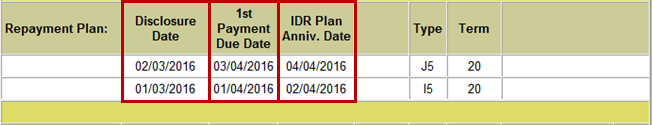 Repayment Plan: Disclosure Date 1st Payment Due Date IDR Plan Anniv. Date Type Term
02/03/2016 03/04/2016 04/04/2016 J5 20
01/03/2016 01/04/2016 02/04/2016 I5 20